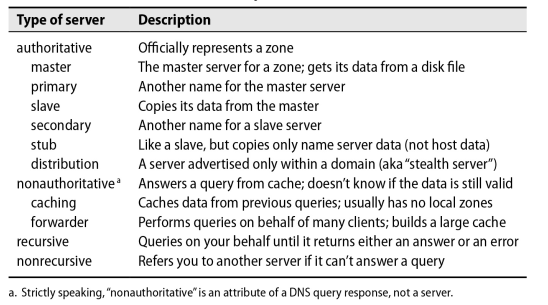 Type of server Description
authoritative Officially represents a zone
master The master server for a zone; gets its data from a disk file
primary Another name for the master server
slave Copies its data from the master
secondary Another name for a slave server
stub Like a slave, but copies only name server data (not host data)
distribution A server advertised only within a domain (aka “stealth server”)
nonauthoritative a Answers a query from cache; doesn’t know if the data is still valid
caching Caches data from previous queries; usually has no local zones
forwarder Performs queries on behalf of many clients; builds a large cache
recursive Queries on your behalf until it returns either an answer or an error
nonrecursive Refers you to another server if it can’t answer a query
a. Strictly speaking, “nonauthoritative” is an attribute of a DNS query response, not a server.